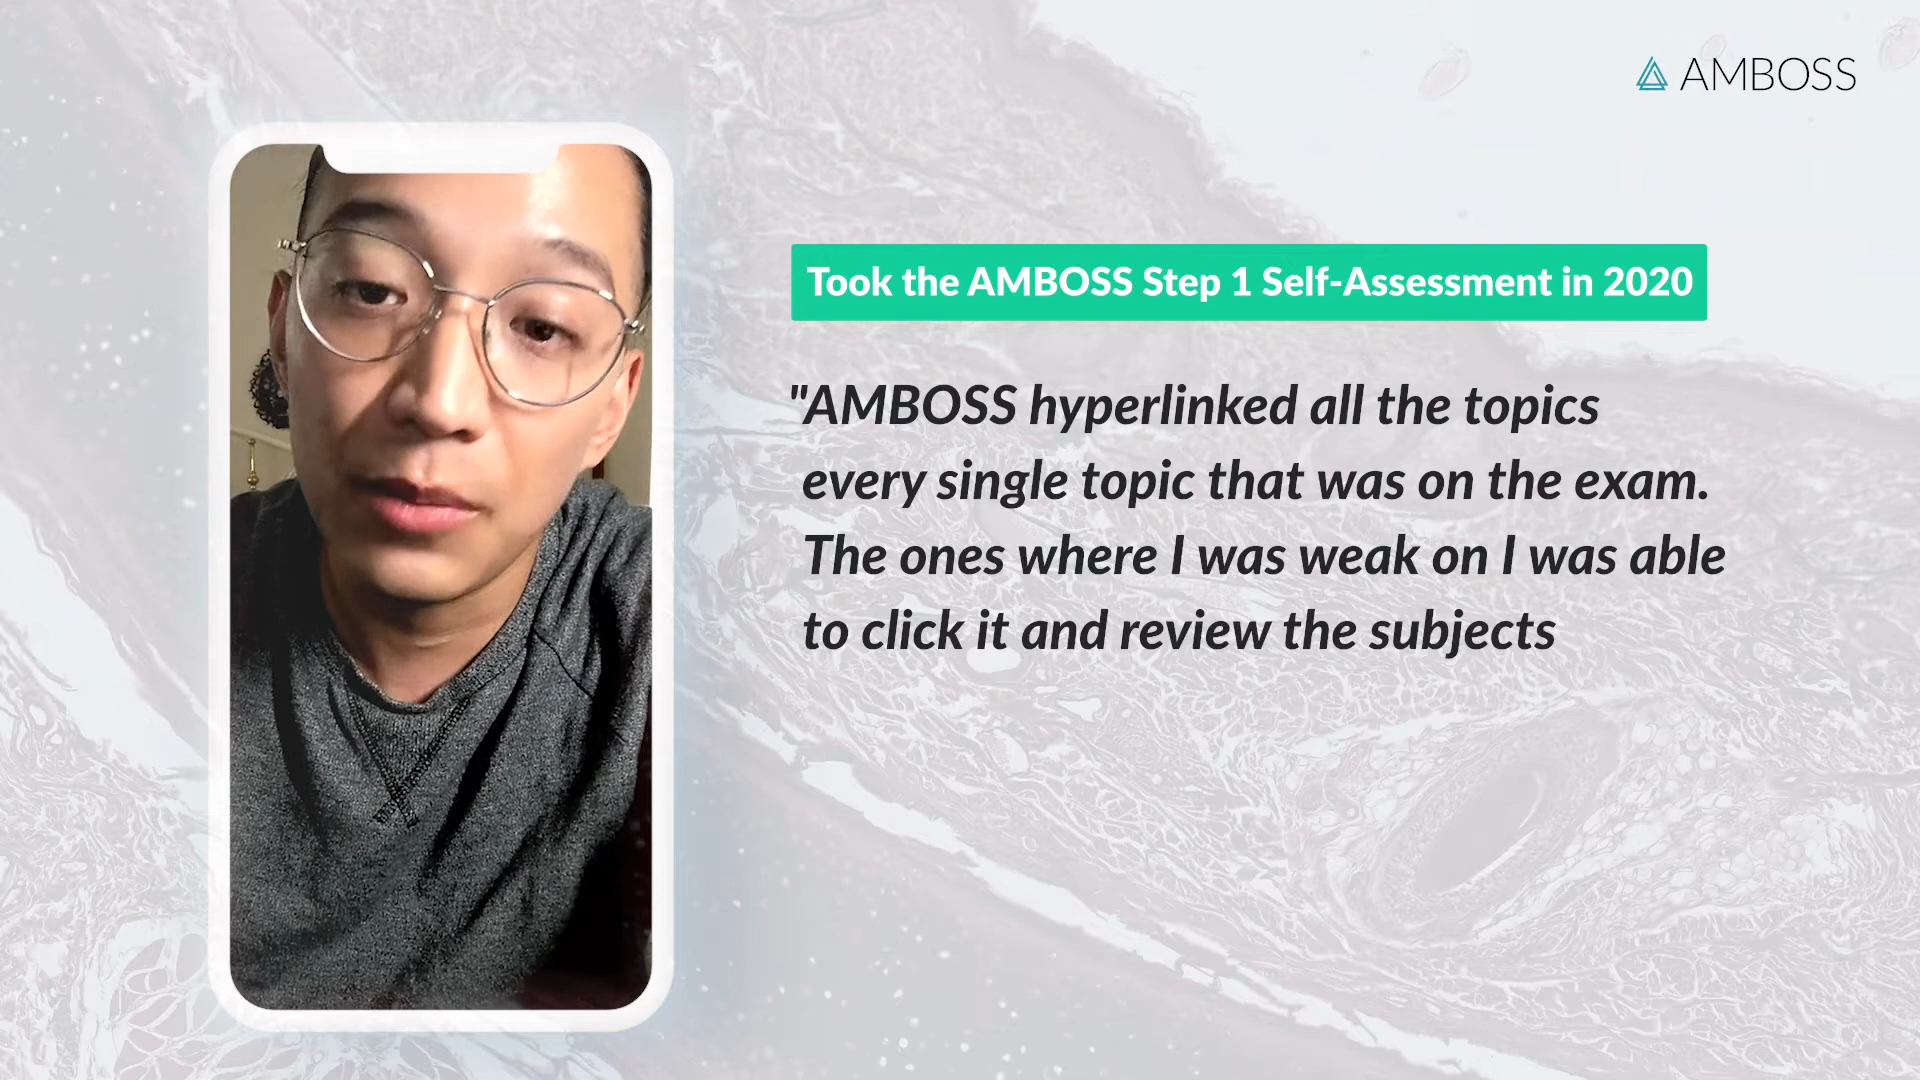 AMBOSS
Took the AMBOSS Step 1 Self-Assessment in 2020
"AMBOSS hyperlinked all the topics
every single topic that was on the exam.
The ones where I was weak on I was able
to click it and review the subjects